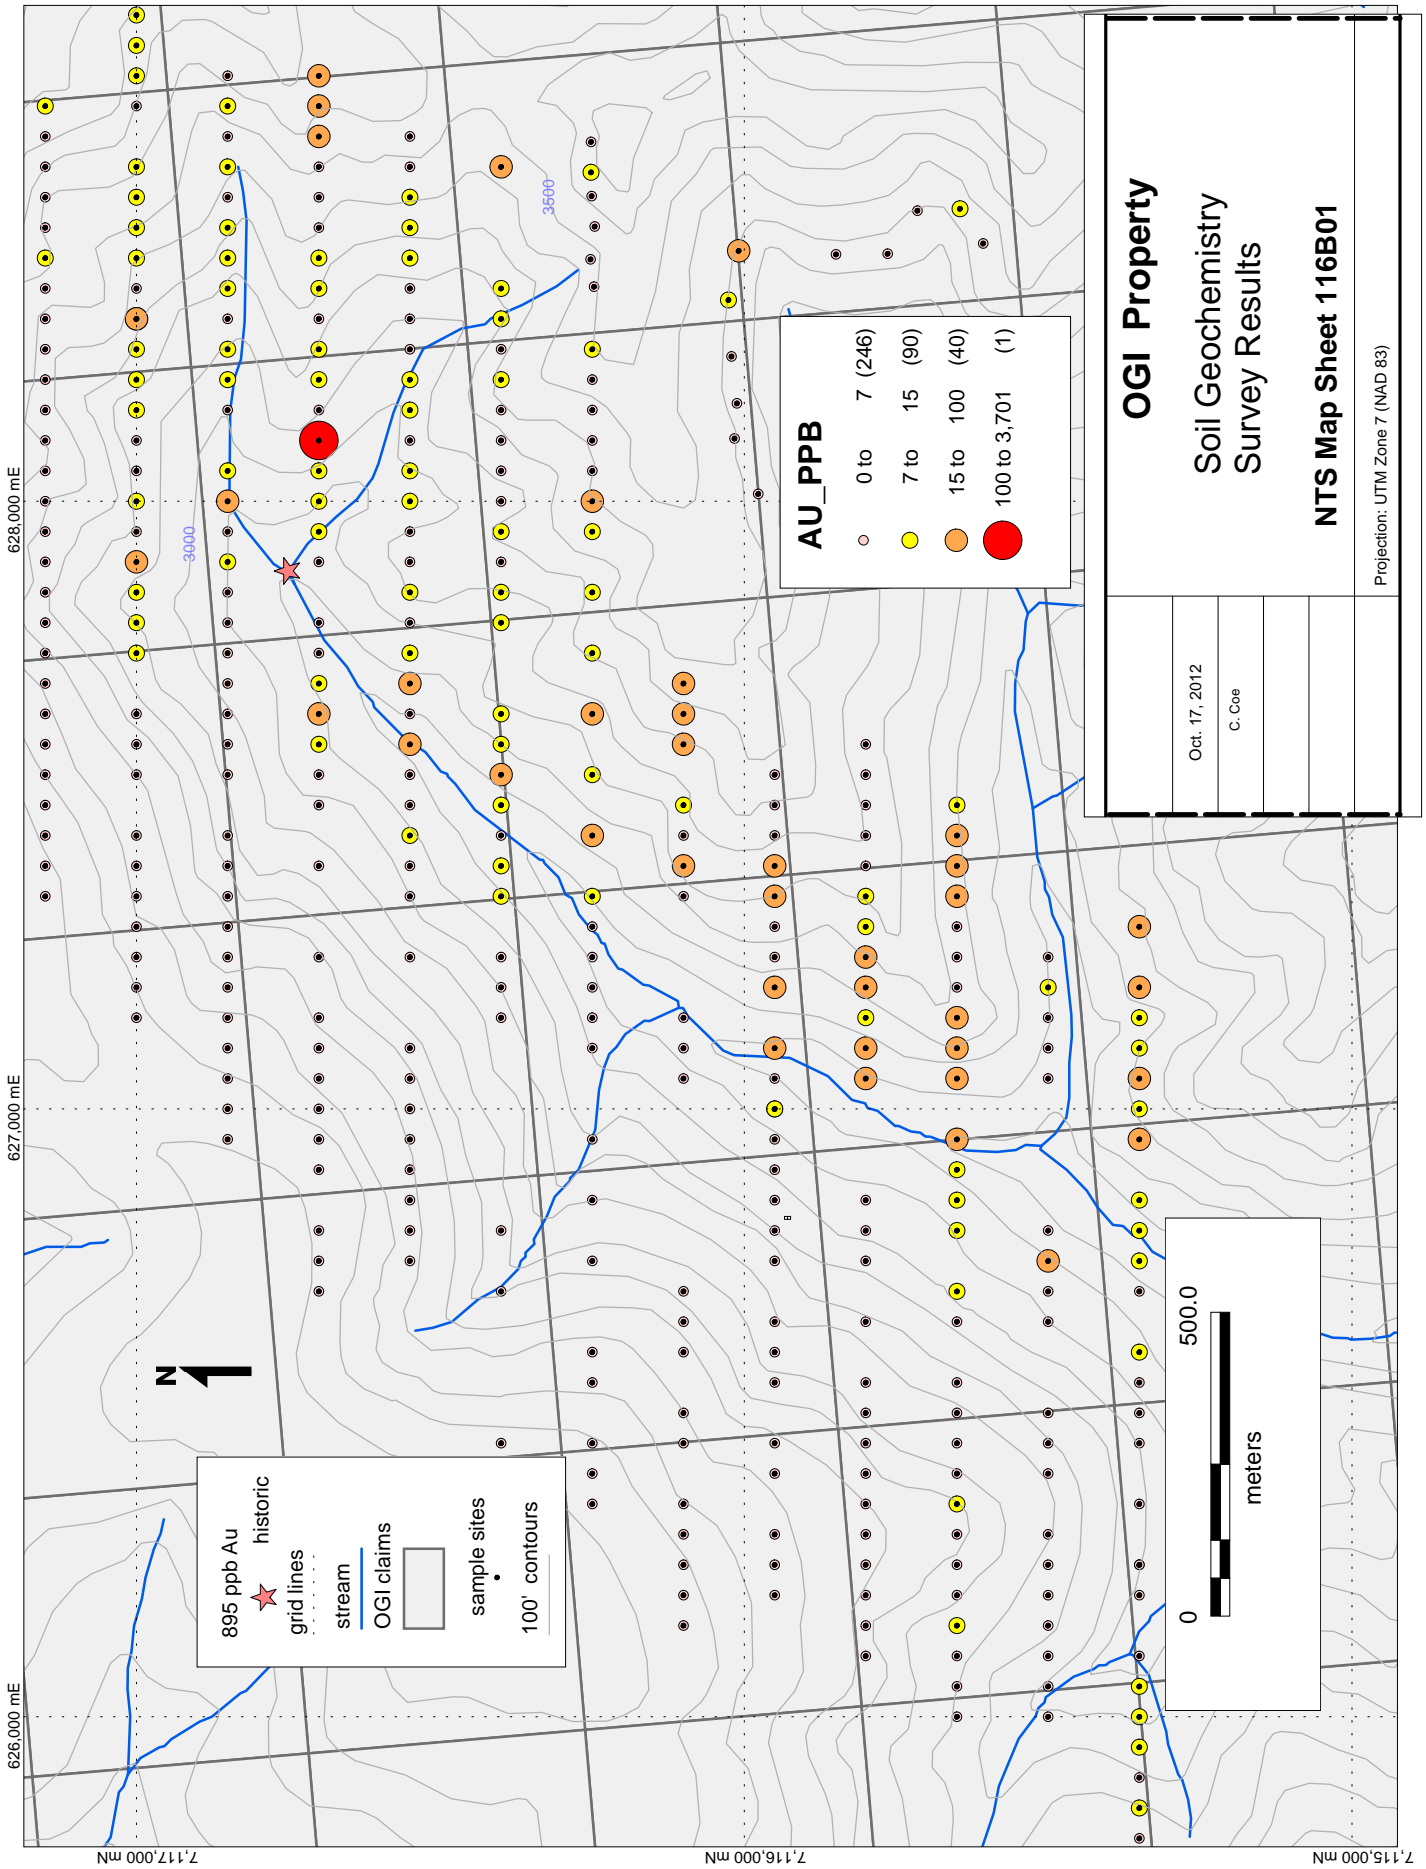 626,000 mE
627,000 mE
628,000 mE
7,117,000 mN
7,116,000 mN
7,115,000 mN
3000
3500
N
895 ppb Au
historic
grid lines
stream
OGI claims
sample sites
100' contours
AU_PPB
0 to 7 (246)
7 to 15 (90)
15 to 100 (40)
100 to 3,701 (1)
0 500.0
meters
OGI Property
Soil Geochemistry
Survey Results
NTS Map Sheet 116B01
Projection: UTM Zone 7 (NAD 83)
Oct. 17, 2012
C. Coe